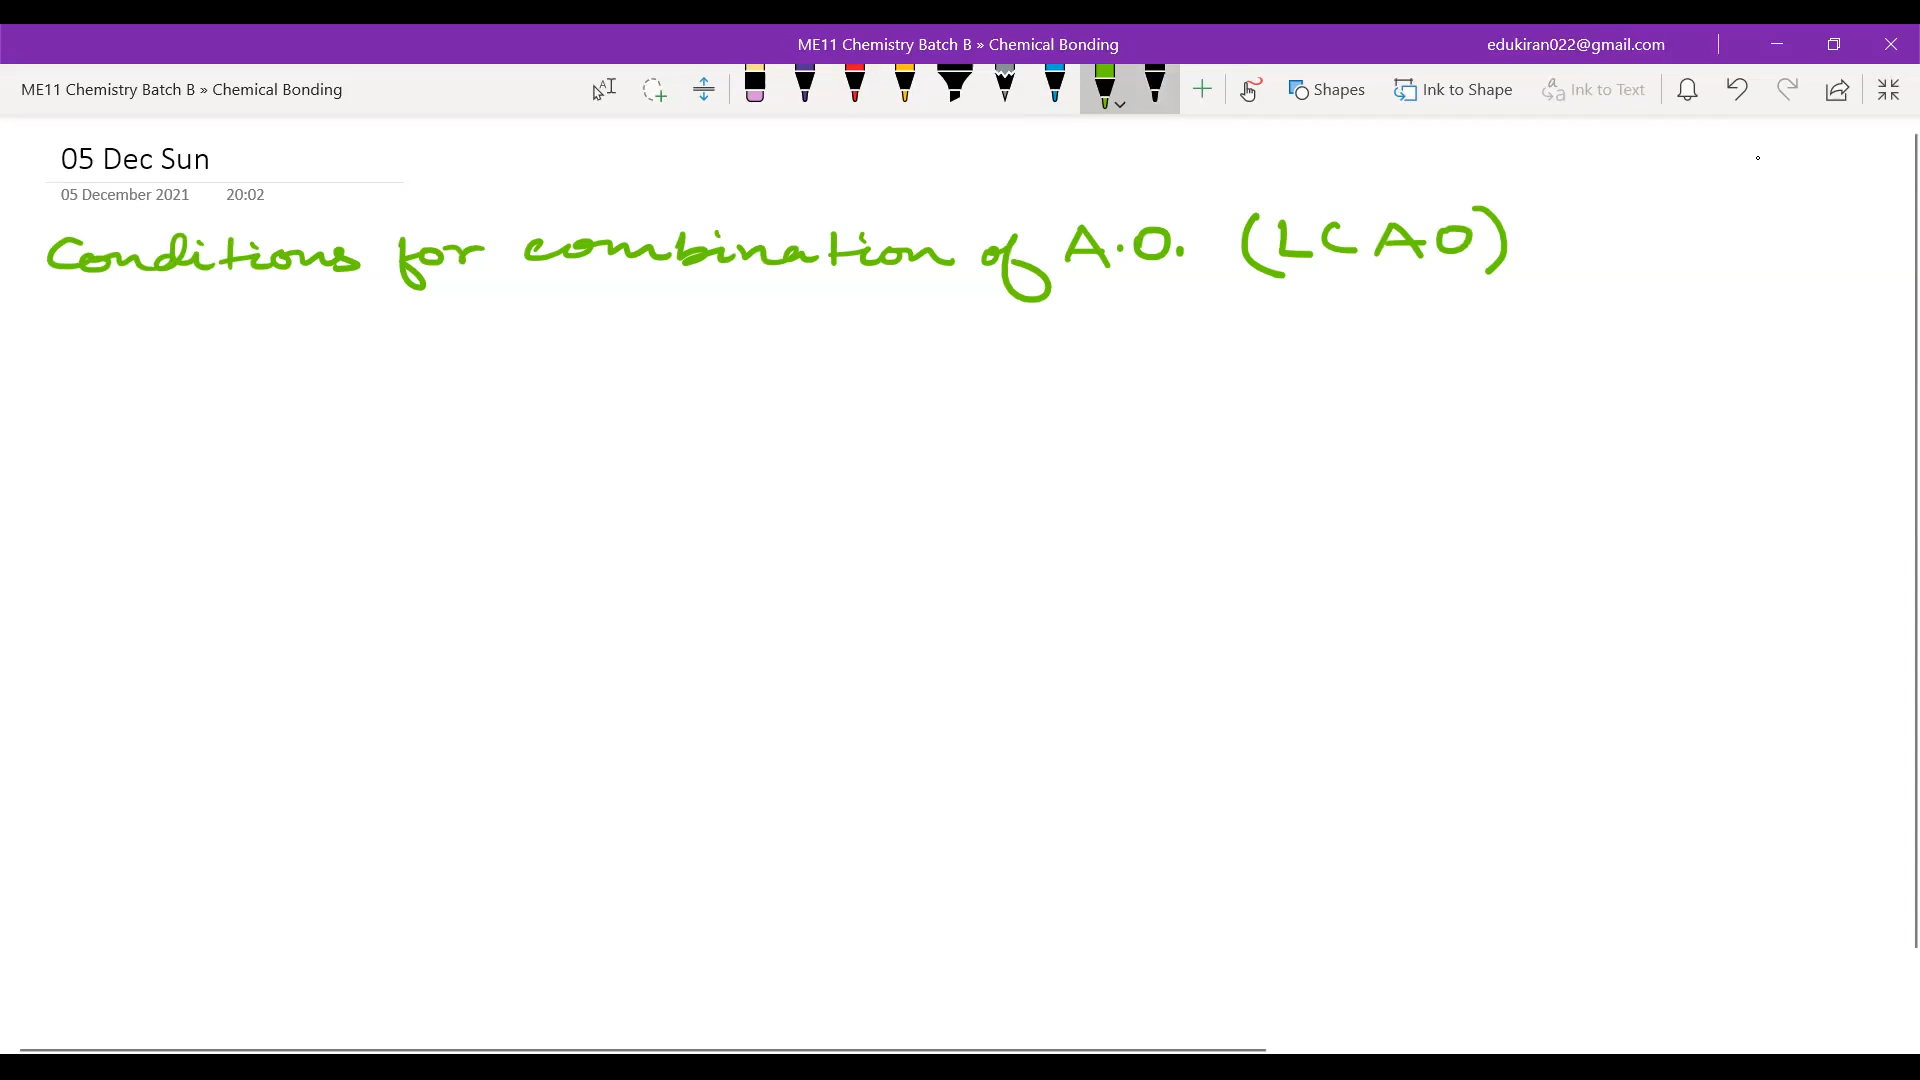 ME11 Chemistry Batch B » Chemical Bonding
edukiran022@gmail.com
ME11 Chemistry Batch B » Chemical Bonding
Shapes
Ink to Shape
Ink to Text
05 Dec Sun
05 December 2021 20:02
Conditions for combination of A.O. (LCAO)